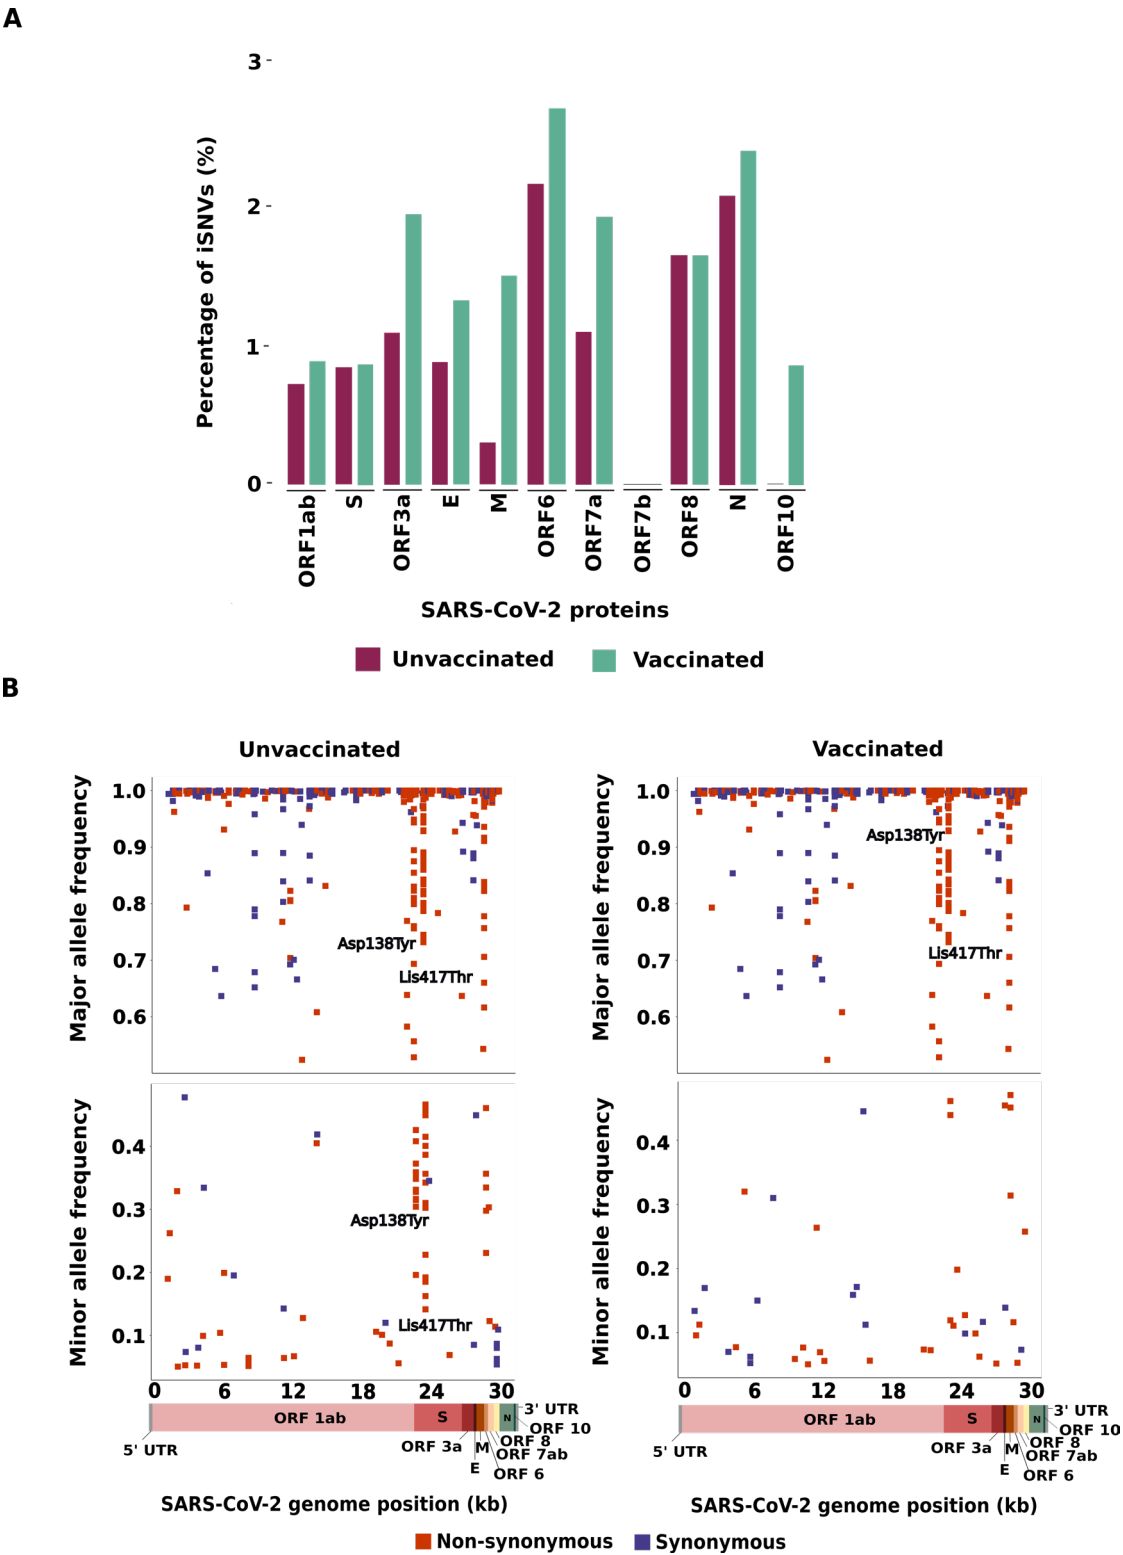 A
Percentage of iSNVs (%)
3
2
1
0
ORF1ab
S
ORF3a
E
M
ORF6
ORF7a
ORF7b
ORF8
N
ORF10
SARS-CoV-2 proteins
Unvaccinated
Vaccinated
B
Unvaccinated
Major allele frequency
1.0
0.9
0.8
0.7
0.6
Asp138Tyr
Lis417Thr
Minor allele frequency
0.4
0.3
0.2
0.1
Asp138Tyr
Lis417Thr
0 6 12 18 24 30
ORF 1ab
S
N
5' UTR
ORF 3a
E
M
ORF 6
ORF 7ab
ORF 8
ORF 10
3' UTR
SARS-CoV-2 genome position (kb)
Vaccinated
Major allele frequency
1.0
0.9
0.8
0.7
0.6
Asp138Tyr
Lis417Thr
Minor allele frequency
0.4
0.3
0.2
0.1
0 6 12 18 24 30
ORF 1ab
S
N
5' UTR
ORF 3a
E
M
ORF 6
ORF 7ab
ORF 8
ORF 10
3' UTR
SARS-CoV-2 genome position (kb)
Non-synonymous
Synonymous